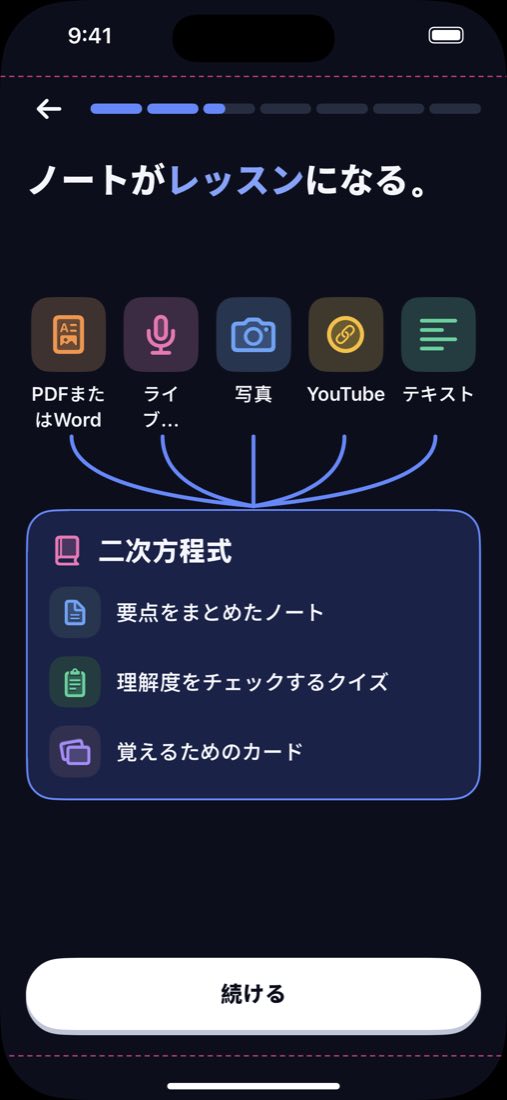 9:41
ノートがレッスンになる。
PDFまた
はWord
ライ
ブ...
写真
YouTube
テキスト
二次方程式
要点をまとめたノート
理解度をチェックするクイズ
覚えるためのカード
続ける